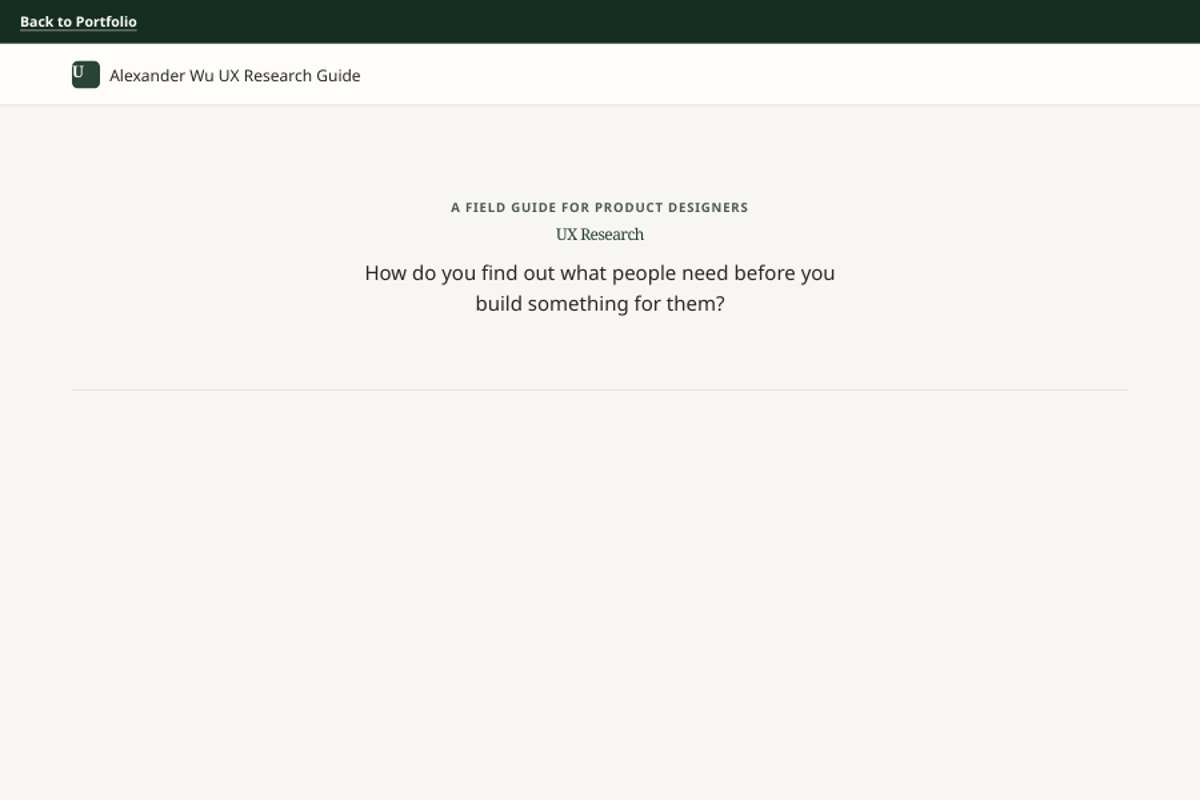 Back to Portfolio
U
Alexander Wu UX Research Guide
A FIELD GUIDE FOR PRODUCT DESIGNERS
UX Research
How do you find out what people need before you
build something for them?